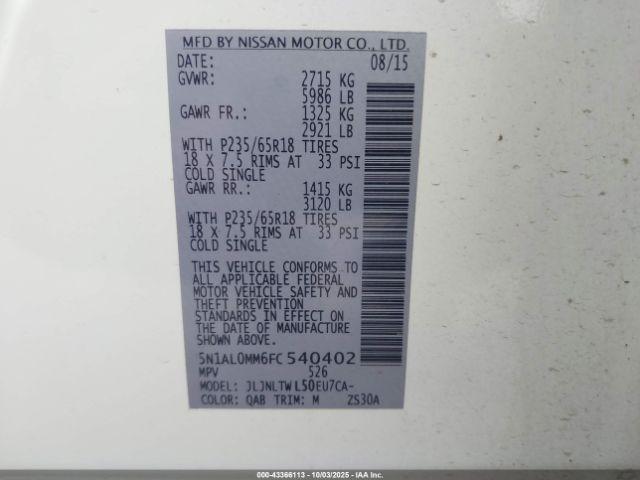 MFD BY NISSAN MOTOR CO., LTD.
DATE: 08/15
GVWR: 2715 KG
5986 LB
GAWR FR.: 1325 KG
2921 LB
WITH P235/65R18 TIRES
18 X 7.5 RIMS AT 33 PSI
COLD SINGLE
GAWR RR.: 1415 KG
3120 LB
WITH P235/65R18 TIRES
18 X 7.5 RIMS AT 33 PSI
COLD SINGLE
THIS VEHICLE CONFORMS TO
ALL APPLICABLE FEDERAL
MOTOR VEHICLE SAFETY AND
THEFT PREVENTION
STANDARDS IN EFFECT ON
THE DATE OF MANUFACTURE
SHOWN ABOVE.
5N1AL0MM6FC540402
MPV 526
MODEL: JLJNLTWL50EU7CA-
COLOR: QAB TRIM: M ZS30A
000-43366113 - 10/03/2025 - IAAI.com